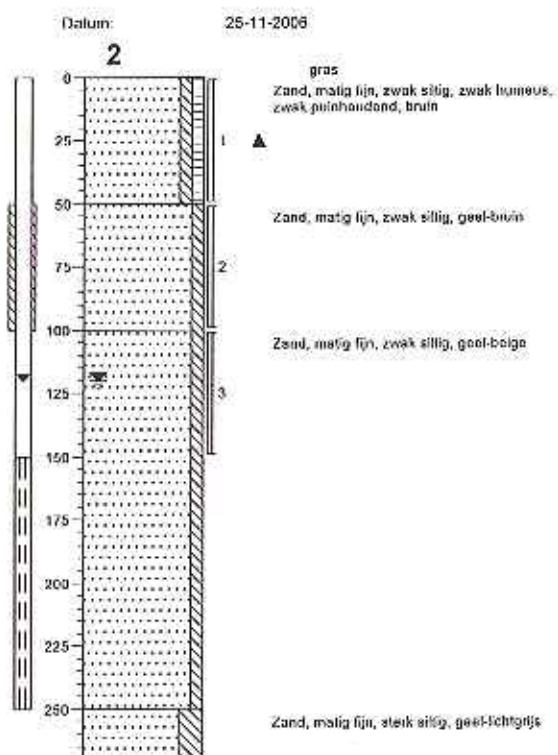 Datum: 25-11-2006
2
gras
0
Zand, matig fijn, zwak siltig, zwak humeus,
zwak puinhoudend, bruin
25
1
50
Zand, matig fijn, zwak siltig, geel-bruin
75
2
100
Zand, matig fijn, zwak siltig, geel-beige
125
3
150
175
200
225
250
Zand, matig fijn, sterk siltig, geel-lichtgrijs